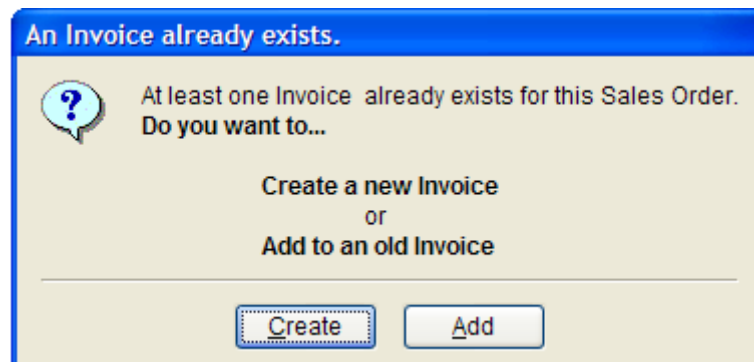 An Invoice already exists.
?
At least one Invoice  already exists for this Sales Order.
Do you want to...
Create a new Invoice
or
Add to an old Invoice
Create Add